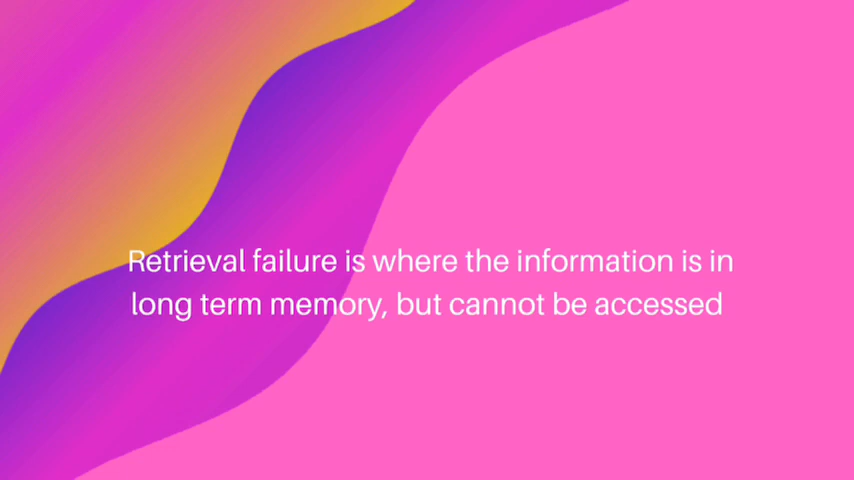 Retrieval failure is where the information is in
long term memory, but cannot be accessed